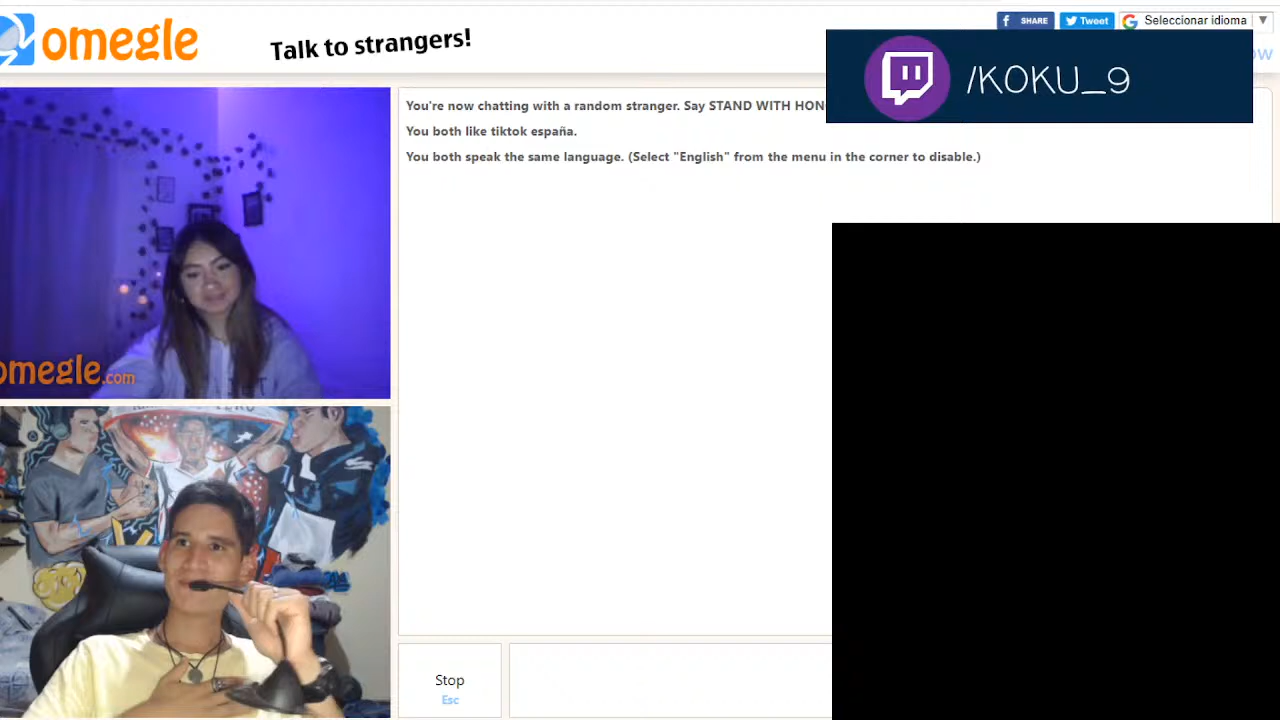 omegle
Talk to strangers!
SHARE
Tweet
Seleccionar idioma
/KOKU_9
You're now chatting with a random stranger. Say STAND WITH HON
You both like tiktok españa.
You both speak the same language. (Select "English" from the menu in the corner to disable.)
omegle.com
Stop
Esc